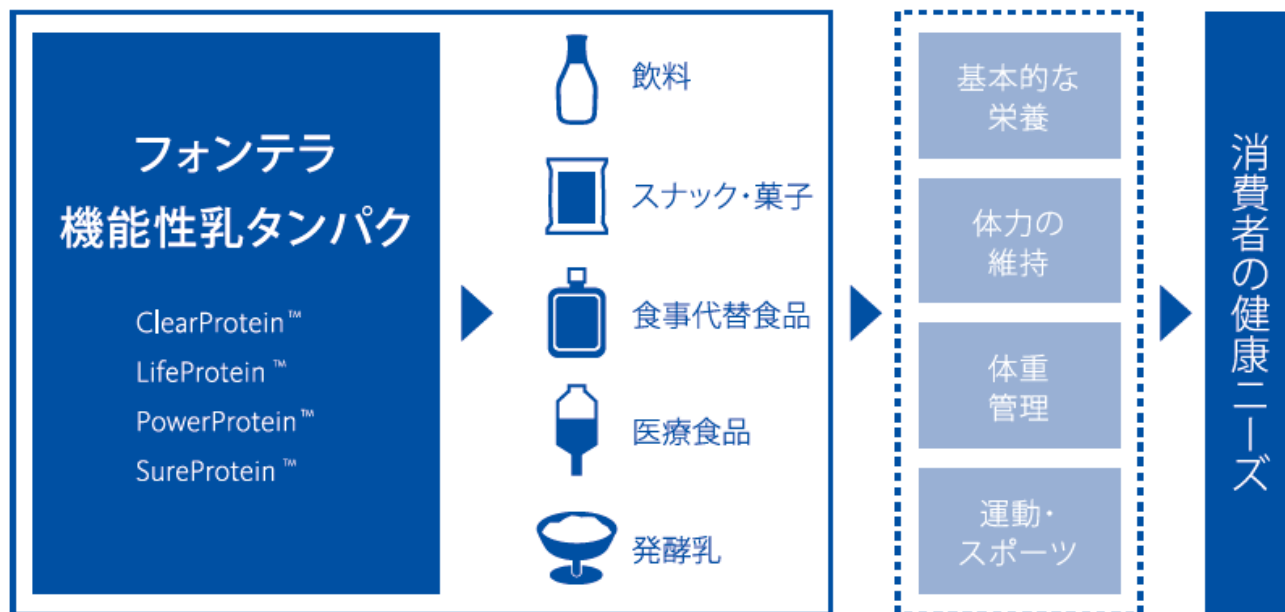 フォンテラ
機能性乳タンパク
ClearProtein™
LifeProtein ™
PowerProtein™
SureProtein ™
飲料
スナック・菓子
食事代替食品
医療食品
発酵乳
基本的な
栄養
体力の
維持
体重
管理
運動・
スポーツ
消費者の健康ニーズ